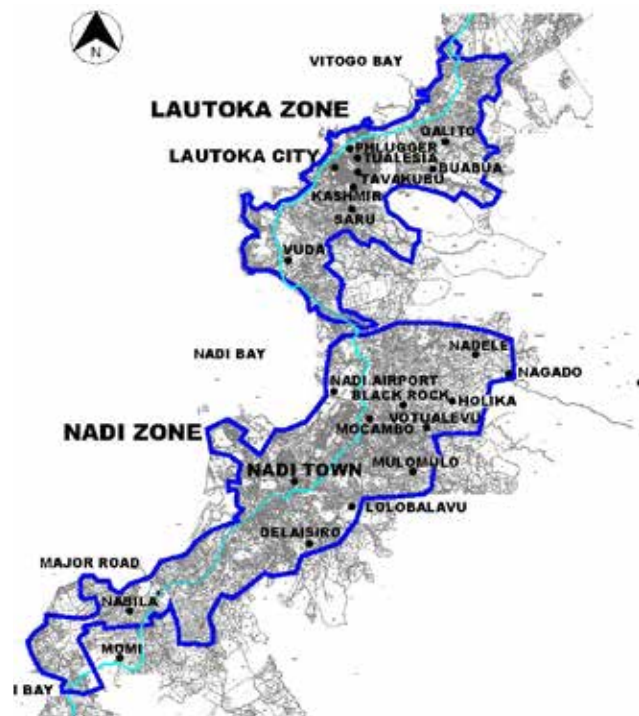 N
VITOGO BAY
LAUTOKA ZONE
QALITO
PHLUGGER
LAUTOKA CITY
TUALESIA
BUABUA
TAVAKUBU
KASHMIR
SARU
VUDA
NADI BAY
NADELE
NAGADO
NADI AIRPORT
BLACK ROCK
HOLIKA
NADI ZONE
MOCAMBO
VOTUALEVU
NADI TOWN
MULOMULO
LOLOBALAVU
DELAISIRO
MAJOR ROAD
NABILA
MOMI
I BAY